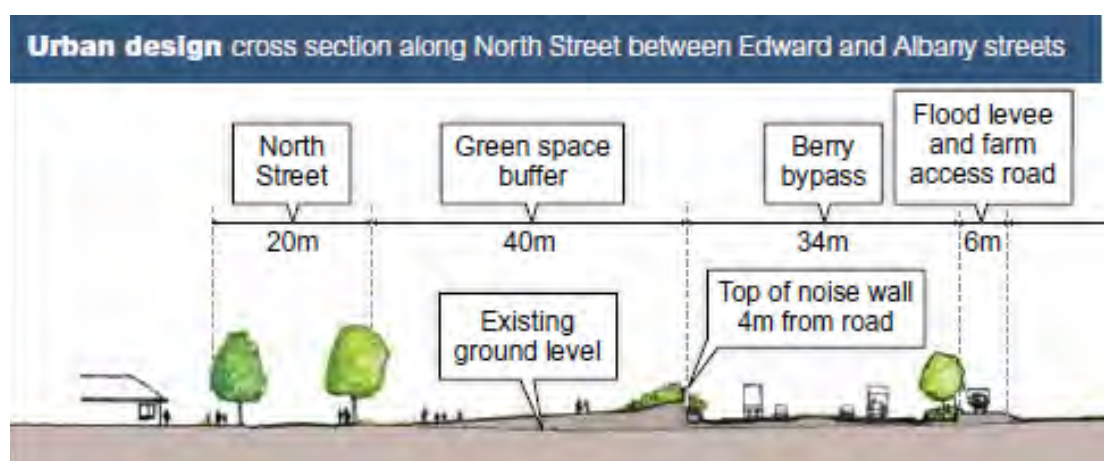 Urban design cross section along North Street between Edward and Albany streets
North
Street
Green space
buffer
Berry
bypass
Flood levee
and farm
access road
20m
40m
34m
6m
Existing
ground level
Top of noise wall
4m from road